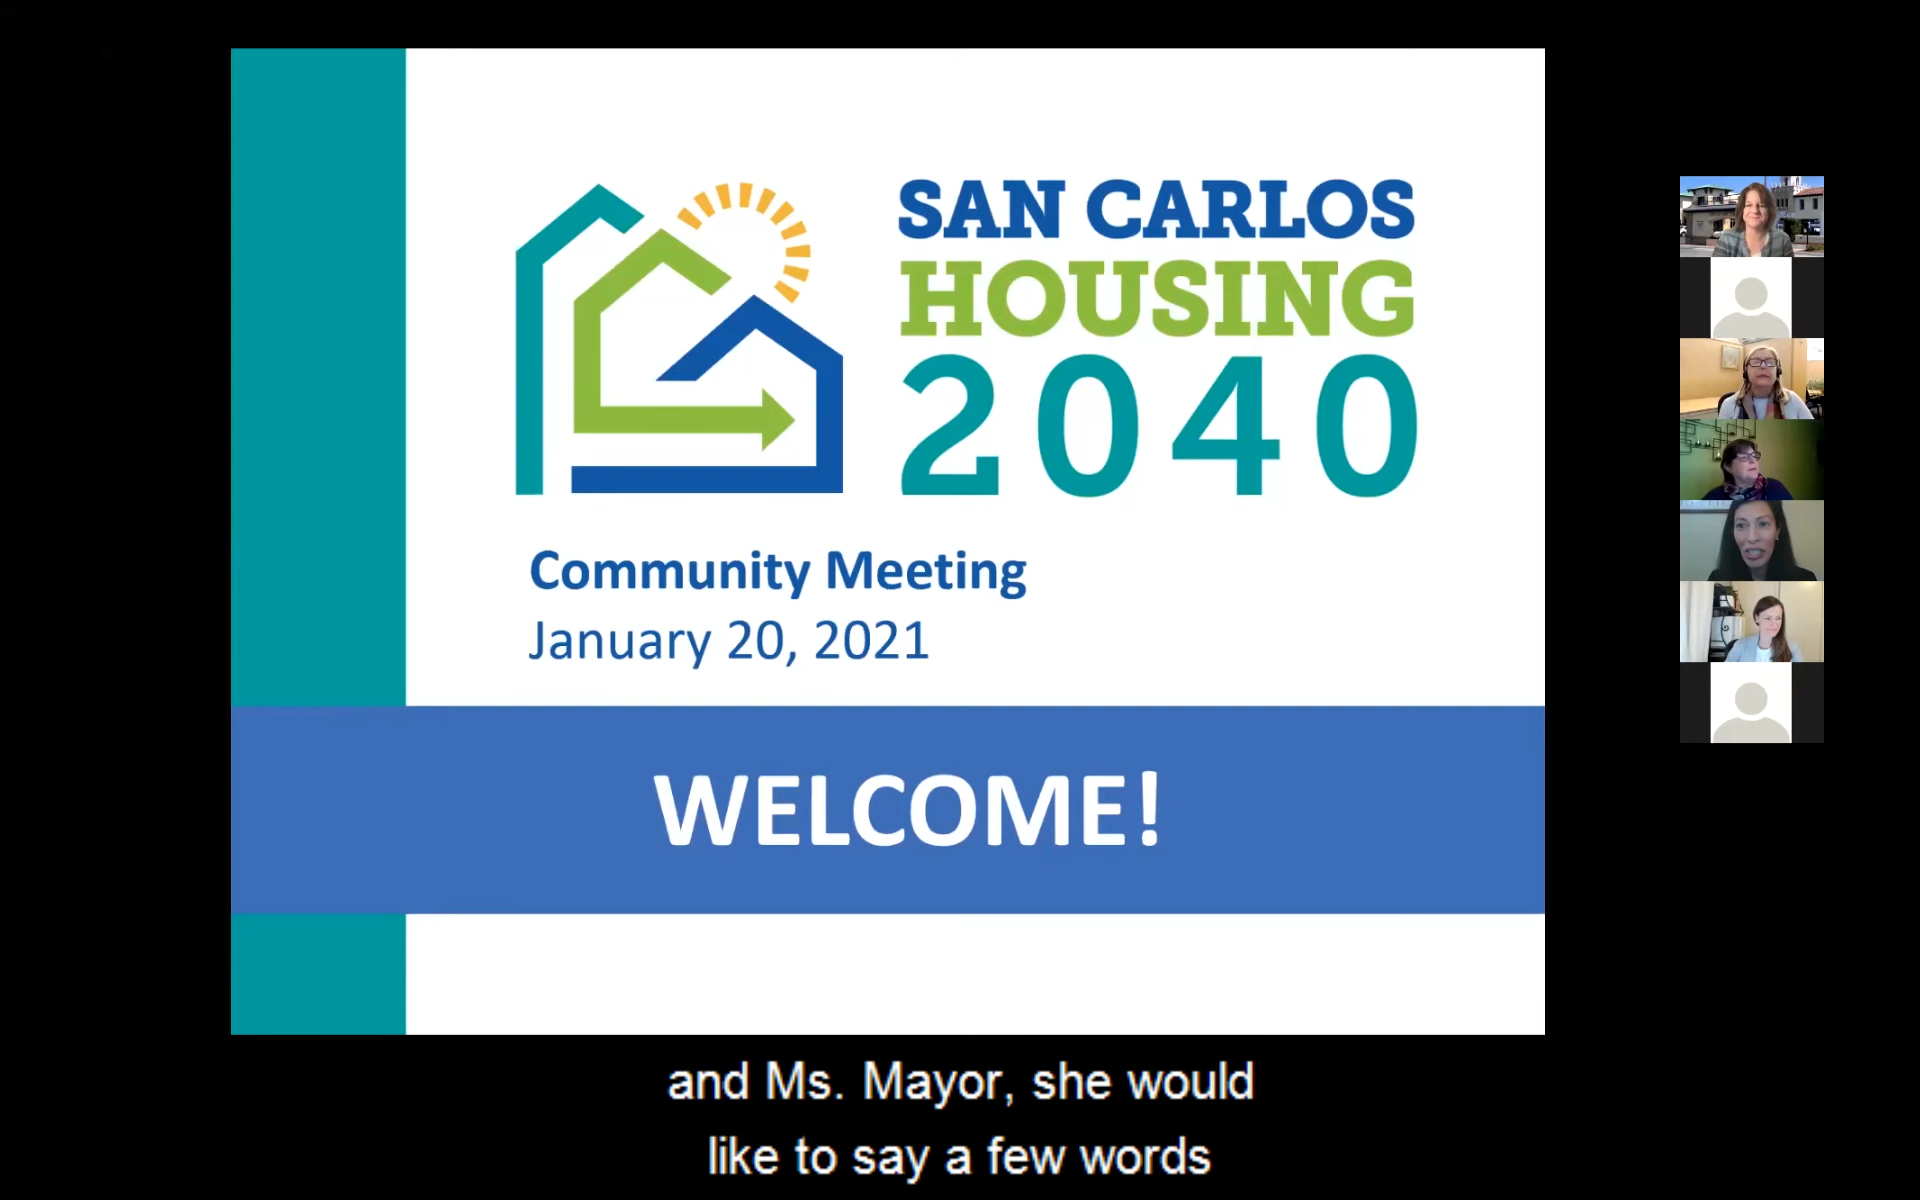 SAN CARLOS
HOUSING
2040
Community Meeting
January 20, 2021
WELCOME!
and Ms. Mayor, she would
like to say a few words